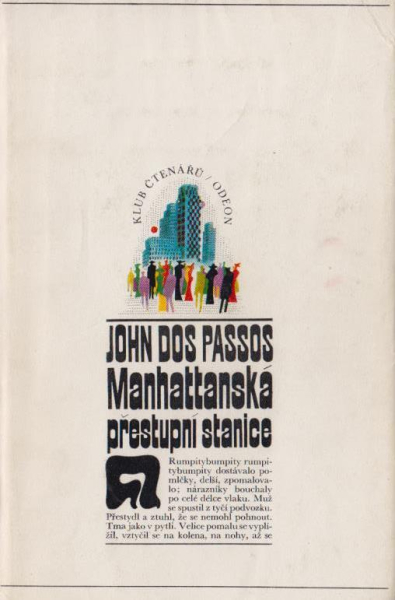 KLUB ČTENÁŘŮ / ODEON
JOHN DOS PASSOS
Manhattanská
přestupní stanice
Rumpitybumpity rumpi-
tybumpity dostávalo po-
mlčky, delší, zpomalova-
lo; nárazníky bouchaly
po celé délce vlaku. Muž
se spustil z tyčí podvozku.
Přestydl a ztuhl, že se nemohl pohnout.
Tma jako v pytli. Velice pomalu se vyplí-
žil, vztyčil se na kolena, na nohy, až se